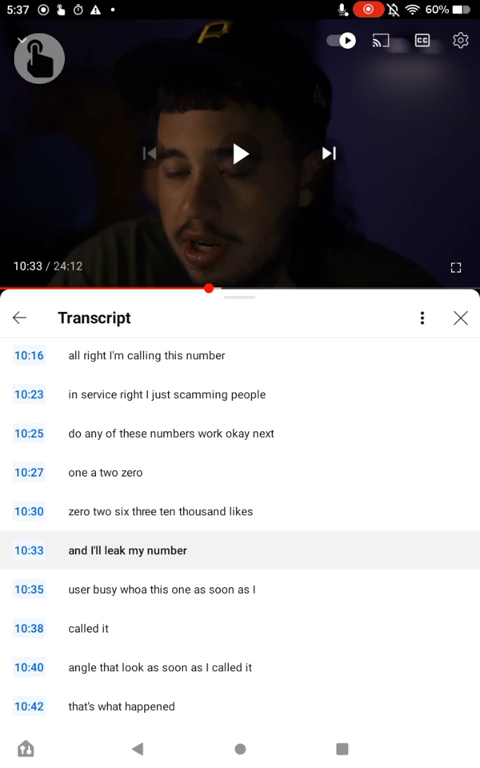 5:37
60%
CC
10:33 / 24:12
Transcript
10:16 all right I'm calling this number
10:23 in service right I just scamming people
10:25 do any of these numbers work okay next
10:27 one a two zero
10:30 zero two six three ten thousand likes
10:33 and I'll leak my number
10:35 user busy whoa this one as soon as I
10:38 called it
10:40 angle that look as soon as I called it
10:42 that's what happened